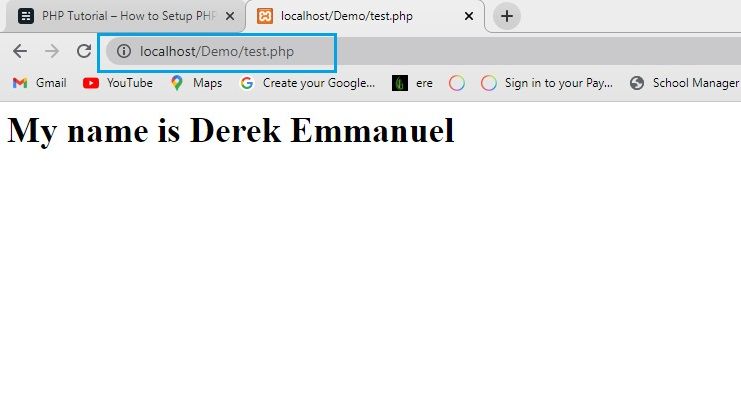 PHP Tutorial – How to Setup PHP
localhost/Demo/test.php
localhost/Demo/test.php
Gmail YouTube Maps Create your Google... ere Sign in to your Pay... School Manager
My name is Derek Emmanuel